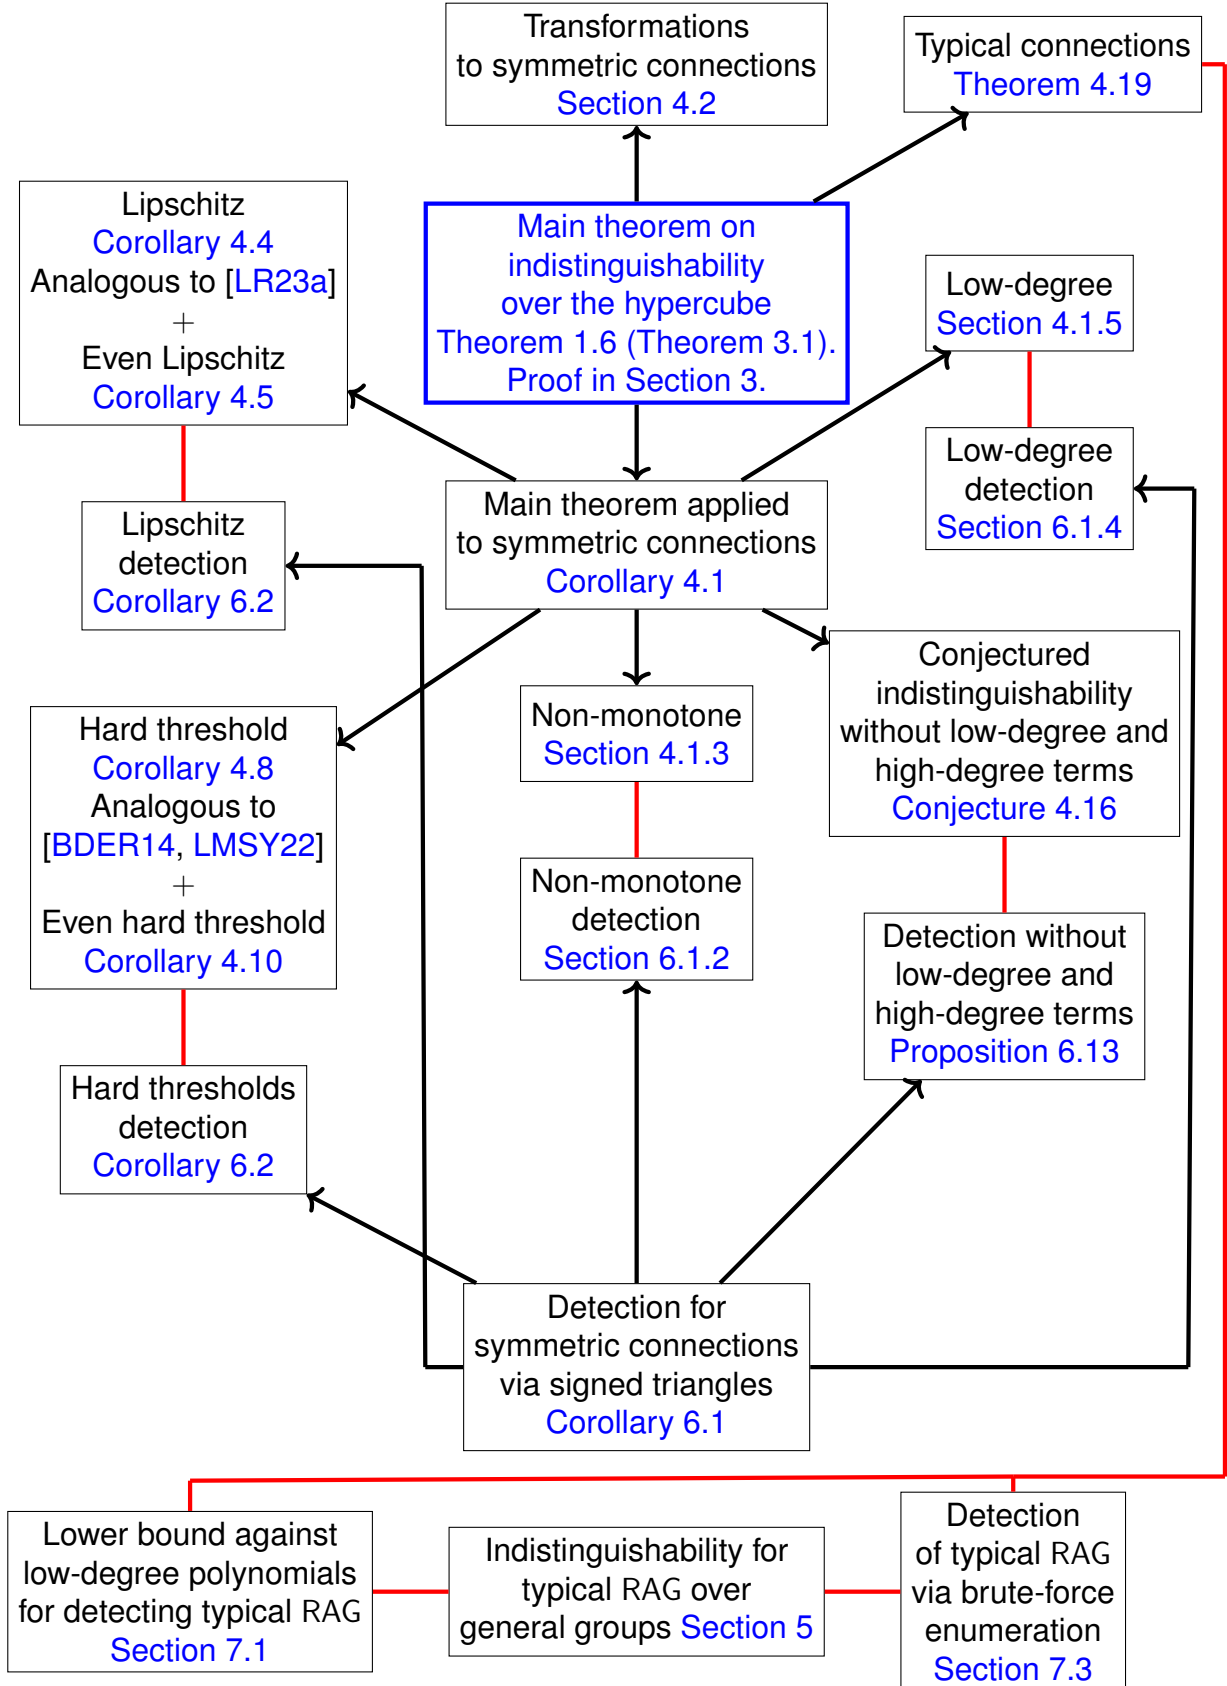 Transformations
to symmetric connections
Section 4.2
Typical connections
Theorem 4.19
Lipschitz
Corollary 4.4
Analogous to [LR23a]
+
Even Lipschitz
Corollary 4.5
Main theorem on
indistinguishability
over the hypercube
Theorem 1.6 (Theorem 3.1).
Proof in Section 3.
Low-degree
Section 4.1.5
Lipschitz
detection
Corollary 6.2
Main theorem applied
to symmetric connections
Corollary 4.1
Low-degree
detection
Section 6.1.4
Hard threshold
Corollary 4.8
Analogous to
[BDER14, LMSY22]
+
Even hard threshold
Corollary 4.10
Non-monotone
Section 4.1.3
Conjectured
indistinguishability
without low-degree and
high-degree terms
Conjecture 4.16
Non-monotone
detection
Section 6.1.2
Detection without
low-degree and
high-degree terms
Proposition 6.13
Hard thresholds
detection
Corollary 6.2
Detection for
symmetric connections
via signed triangles
Corollary 6.1
Lower bound against
low-degree polynomials
for detecting typical RAG
Section 7.1
Indistinguishability for
typical RAG over
general groups Section 5
Detection
of typical RAG
via brute-force
enumeration
Section 7.3